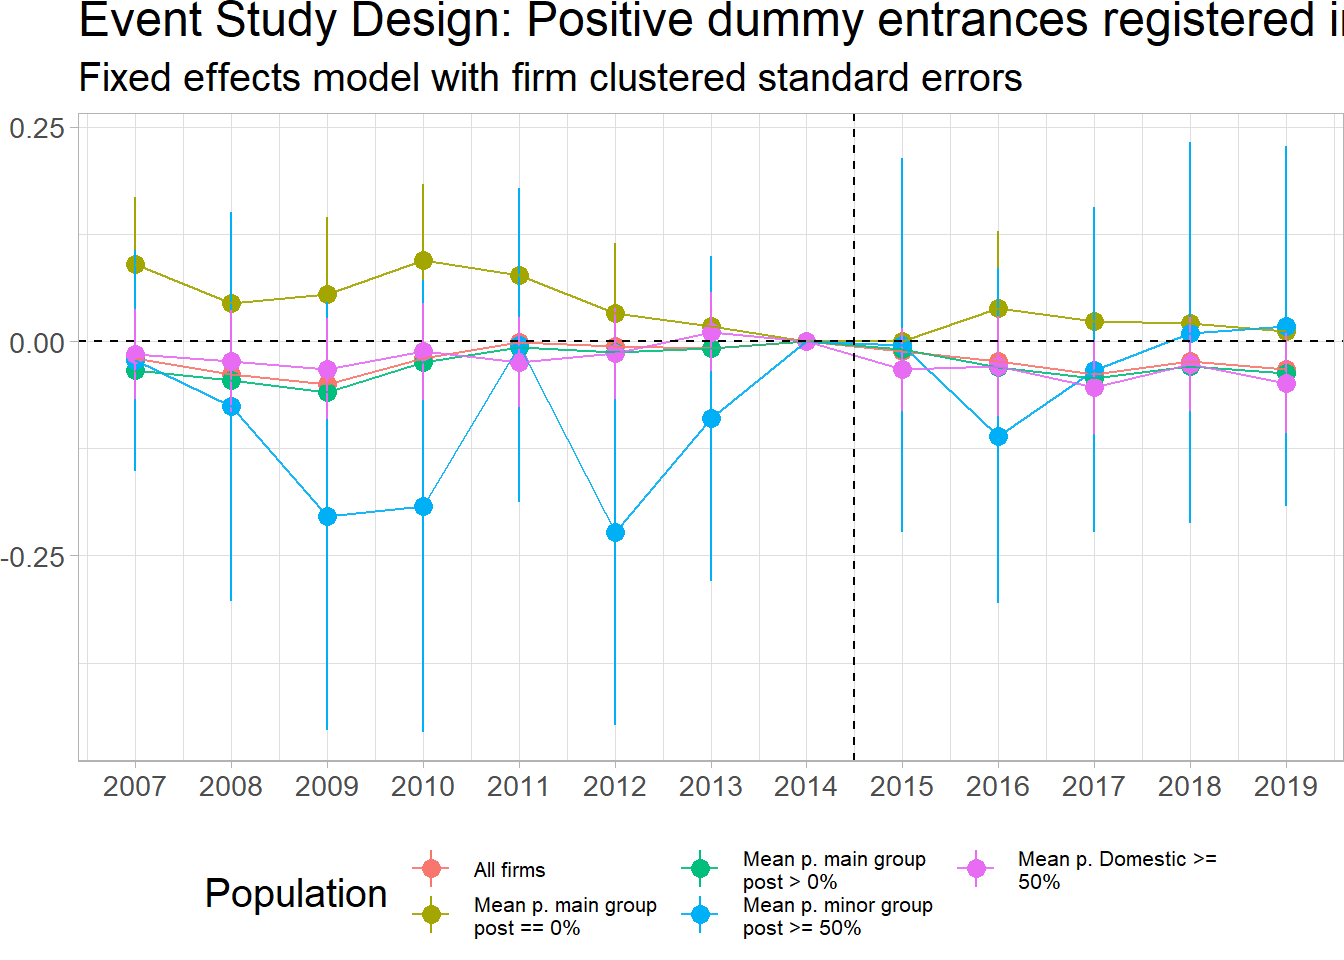 Event Study Design: Positive dummy entrances registered
Fixed effects model with firm clustered standard errors
0.25
0.00
-0.25
2007 2008 2009 2010 2011 2012 2013 2014 2015 2016 2017 2018 2019
Population
All firms
Mean p. main group
post == 0%
Mean p. main group
post > 0%
Mean p. minor group
post >= 50%
Mean p. Domestic >=
50%